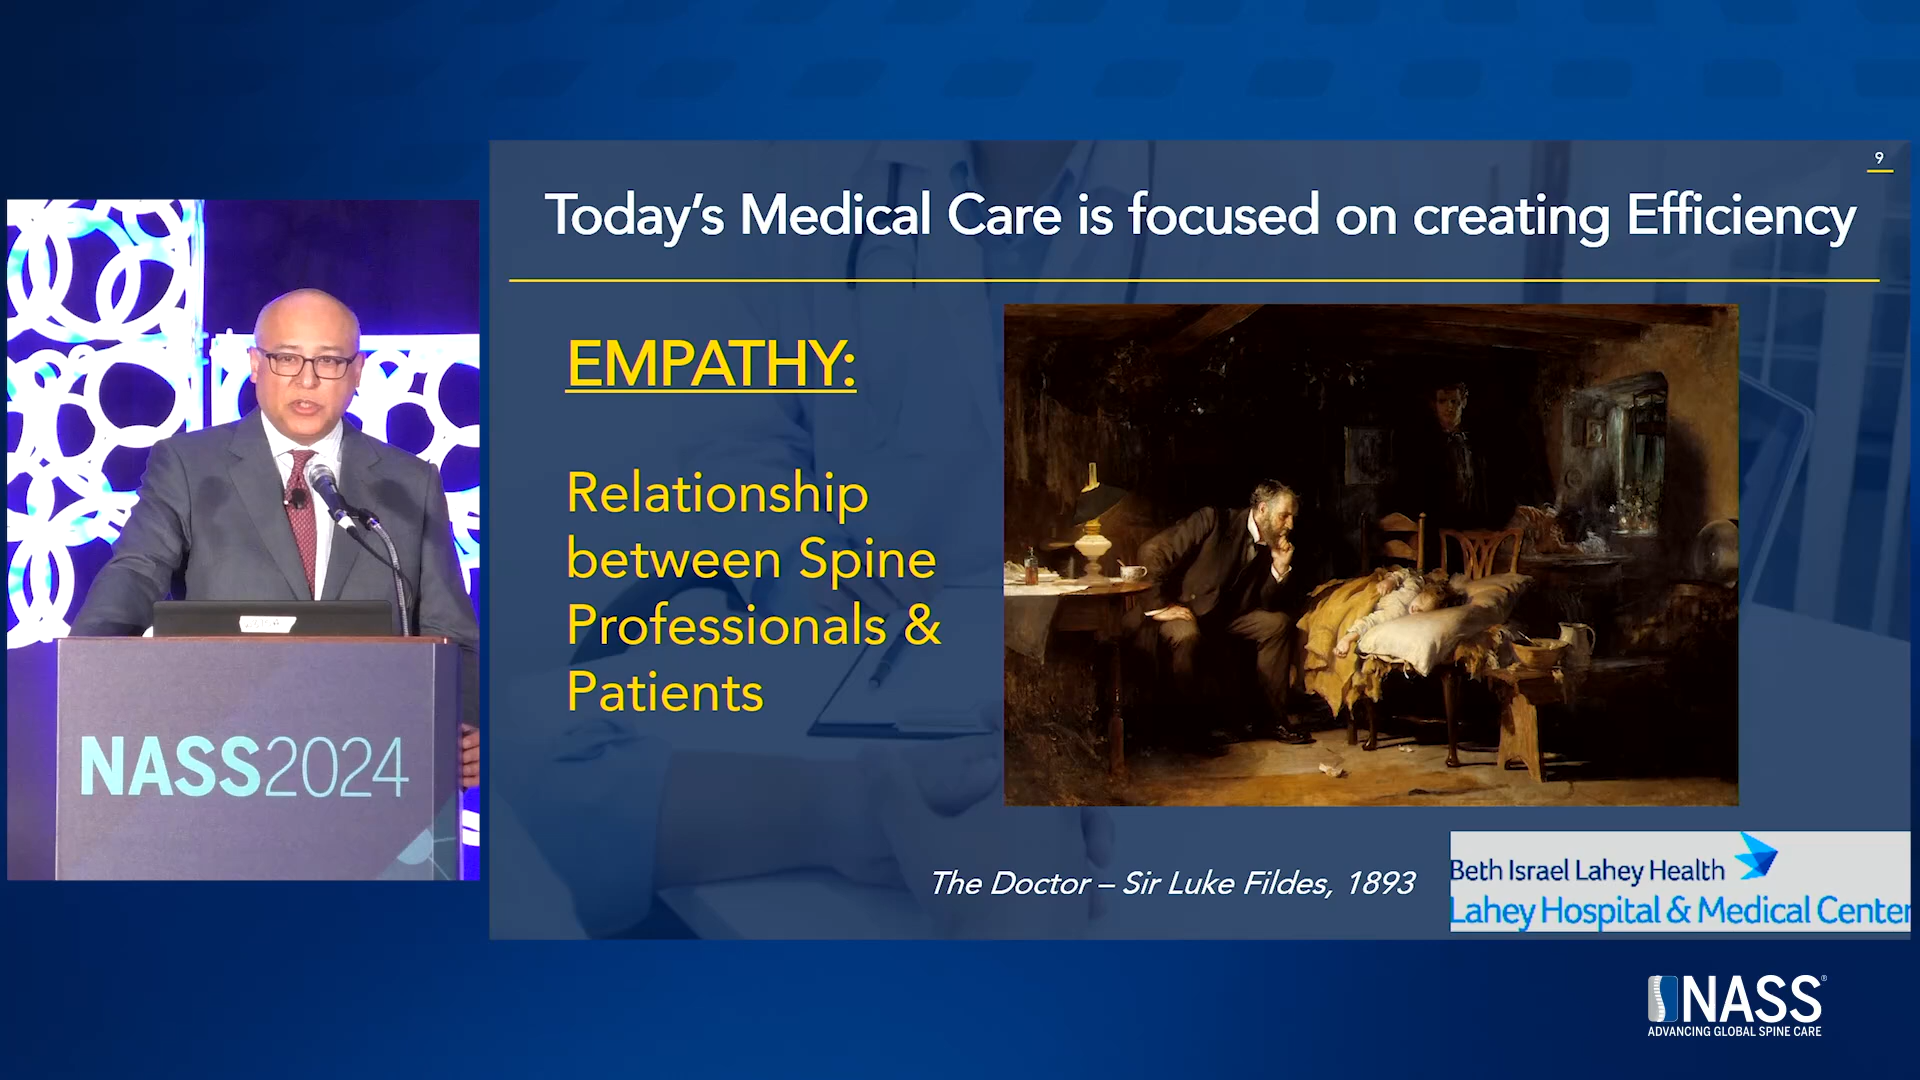 9
Today's Medical Care is focused on creating Efficiency
EMPATHY:
Relationship
between Spine
Professionals &
Patients
The Doctor – Sir Luke Fildes, 1893
Beth Israel Lahey Health
Lahey Hospital & Medical Center
NASS2024
NASS®
ADVANCING GLOBAL SPINE CARE